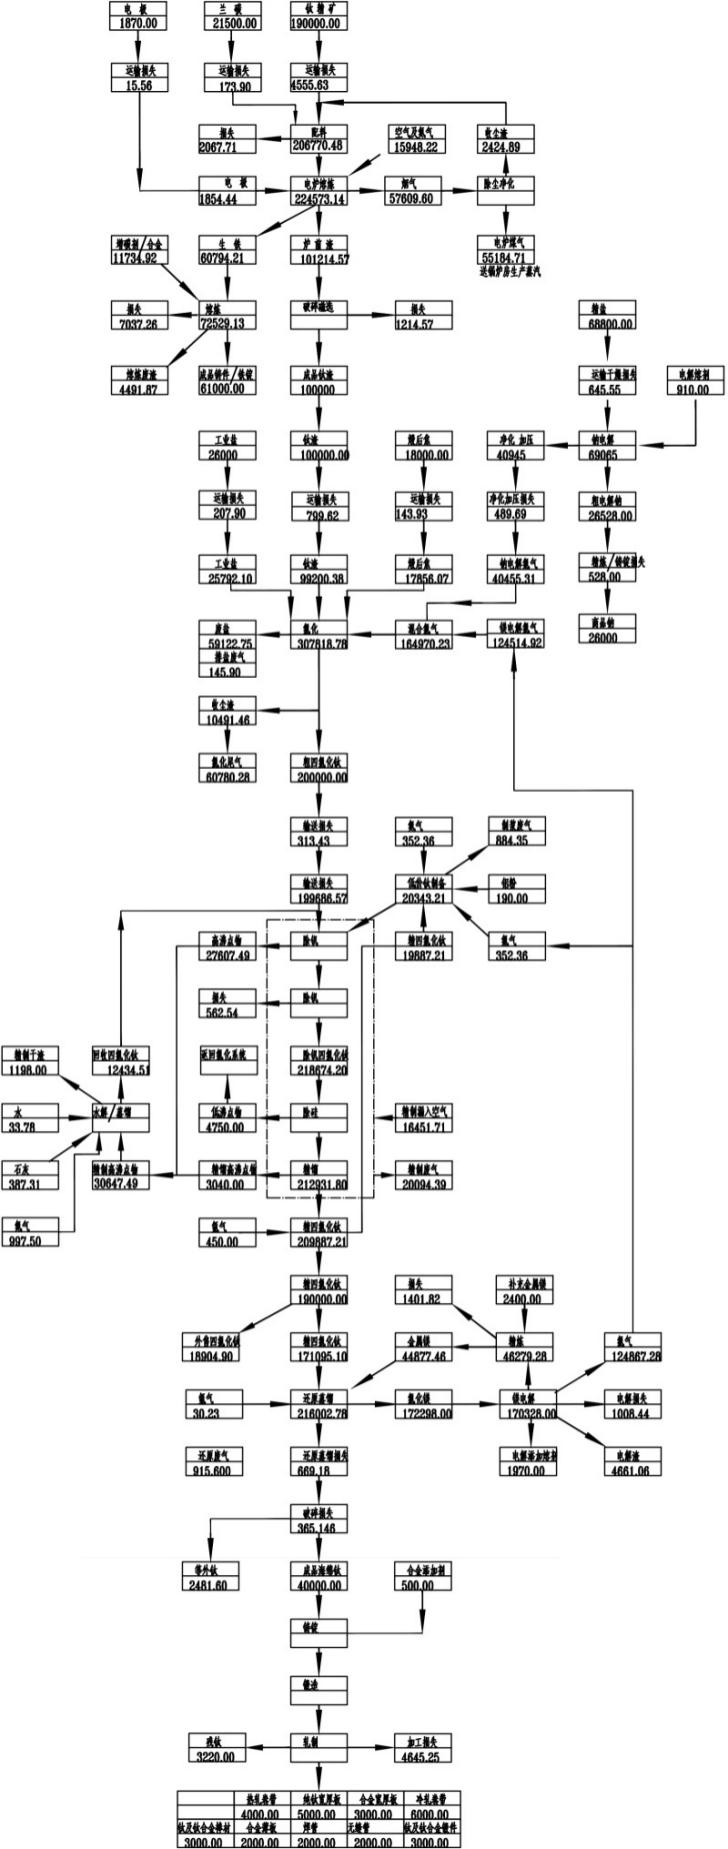 电 极 兰 碳 钛 精 矿
1870.00 21500.00 190000.00
运输损失 运输损失 运输损失
15.56 173.90 4555.63
损失 配料 空气及氮气 收尘渣
2067.71 206770.48 15948.22 2424.89
电 极 电炉熔炼 烟气 除尘净化
1854.44 224573.14 57609.60
增碳剂/合金 生 铁 炉 前 渣 电炉煤气
11734.92 60794.21 101214.57 55184.71
送锅炉房生产蒸汽
损失 熔炼 破碎磁选 损失 精盐
7037.26 72529.13 1214.57 68800.00
熔炼废渣 成品铸件/铁锭 成品钛渣 运输干燥损失 电解熔剂
4491.87 61000.00 100000 645.55 910.00
工业盐 钛渣 煅后焦 净化 加压 钠电解
26000 100000.00 18000.00 40945 69065
运输损失 运输损失 运输损失 净化加压损失 粗电解钠
207.90 799.62 143.93 489.69 26528.00
工业盐 钛渣 煅后焦 钠电解氯气 精炼/铸锭损失
25792.10 99200.38 17856.07 40455.31 528.00
废盐 氯化 混合氯气 镁电解氯气 商品钠
59122.75 307818.78 164970.23 124514.92 26000
排盐废气
145.90
收尘渣
10491.46
氯化尾气 粗四氯化钛
60780.28 200000.00
输送损失 氩气 制浆废气
313.43 352.36 884.35
输送损失 低价钛制备 铝粉
199686.57 20343.21 190.00
高沸点物 除钒 精四氯化钛 氯气
27607.49 19887.21 352.36
损失 除钒
562.54
精制干渣 回收四氯化钛 返回氯化系统 除钒四氯化钛
1198.00 12434.51 218674.20
水 水解/蒸馏 低沸点物 除硅 精制漏入空气
33.78 4750.00 16451.71
石灰 精制高沸点物 精馏高沸点物 精馏 精制废气
387.31 30647.49 3040.00 212931.80 20094.39
氮气 氩气 精四氯化钛
997.50 450.00 209887.21
精四氯化钛 损失 补充金属镁
190000.00 1401.82 2400.00
外售四氯化钛 精四氯化钛 金属镁 精炼 氯气
18904.90 171095.10 44877.46 46279.28 124867.28
氩气 还原蒸馏 氯化镁 镁电解 电解损失
30.23 216002.78 172298.00 170328.00 1008.44
还原废气 还原蒸馏损失 电解添加熔剂 电解渣
915.600 669.18 1970.00 4661.06
破碎损失
365.146
等外钛 成品海绵钛 合金添加剂
2481.60 40000.00 500.00
铸锭
锻造
残钛 轧制 加工损失
3220.00 4645.25
热轧卷带 纯钛宽厚板 合金宽厚板 冷轧卷带
4000.00 5000.00 3000.00 6000.00
钛及钛合金棒材 合金薄板 焊管 无缝管 钛及钛合金锻件
3000.00 2000.00 2000.00 2000.00 3000.00